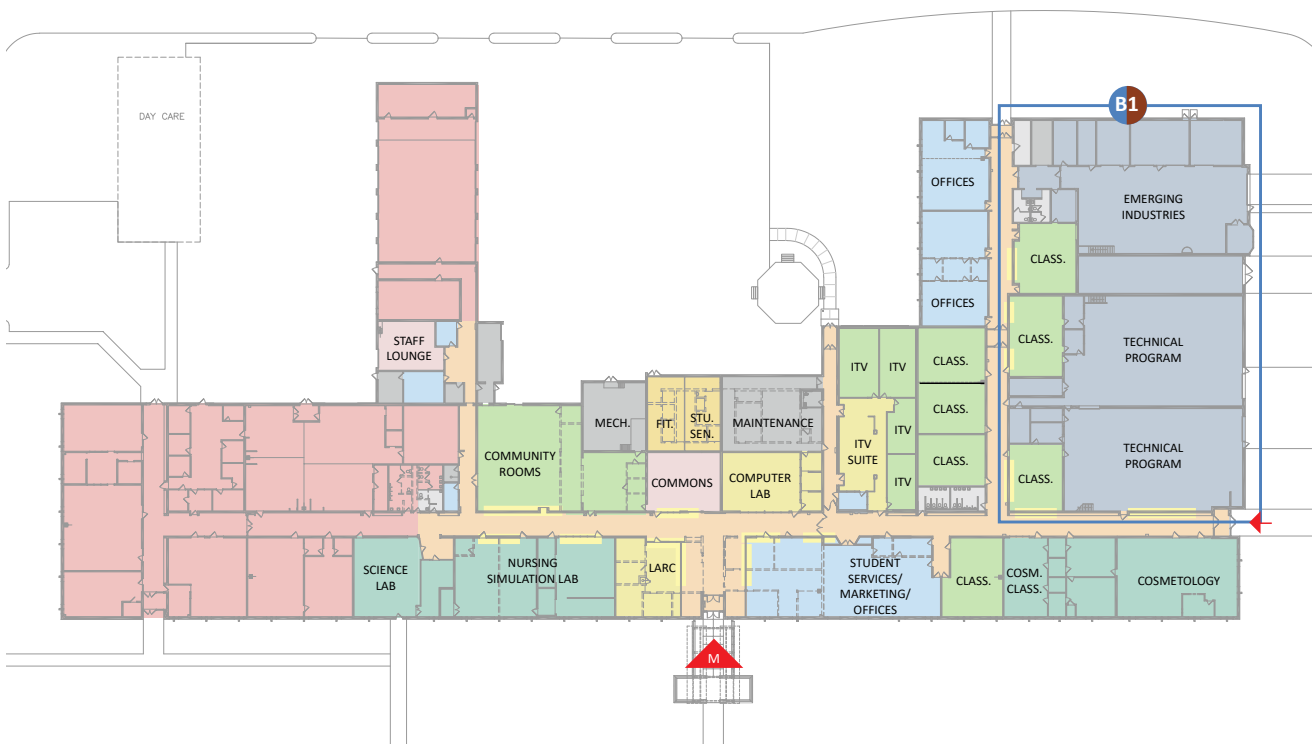 B1
DAY CARE
OFFICES
EMERGING
INDUSTRIES
CLASS.
OFFICES
STAFF
LOUNGE
CLASS.
TECHNICAL
PROGRAM
ITV
ITV
CLASS.
MECH.
FIT.
STU.
SEN.
MAINTENANCE
CLASS.
ITV
SUITE
ITV
COMMUNITY
ROOMS
COMMONS
COMPUTER
LAB
CLASS.
ITV
CLASS.
TECHNICAL
PROGRAM
SCIENCE
LAB
NURSING
SIMULATION LAB
LARC
STUDENT
SERVICES/
MARKETING/
OFFICES
CLASS.
COSM.
CLASS.
COSMETOLOGY
M